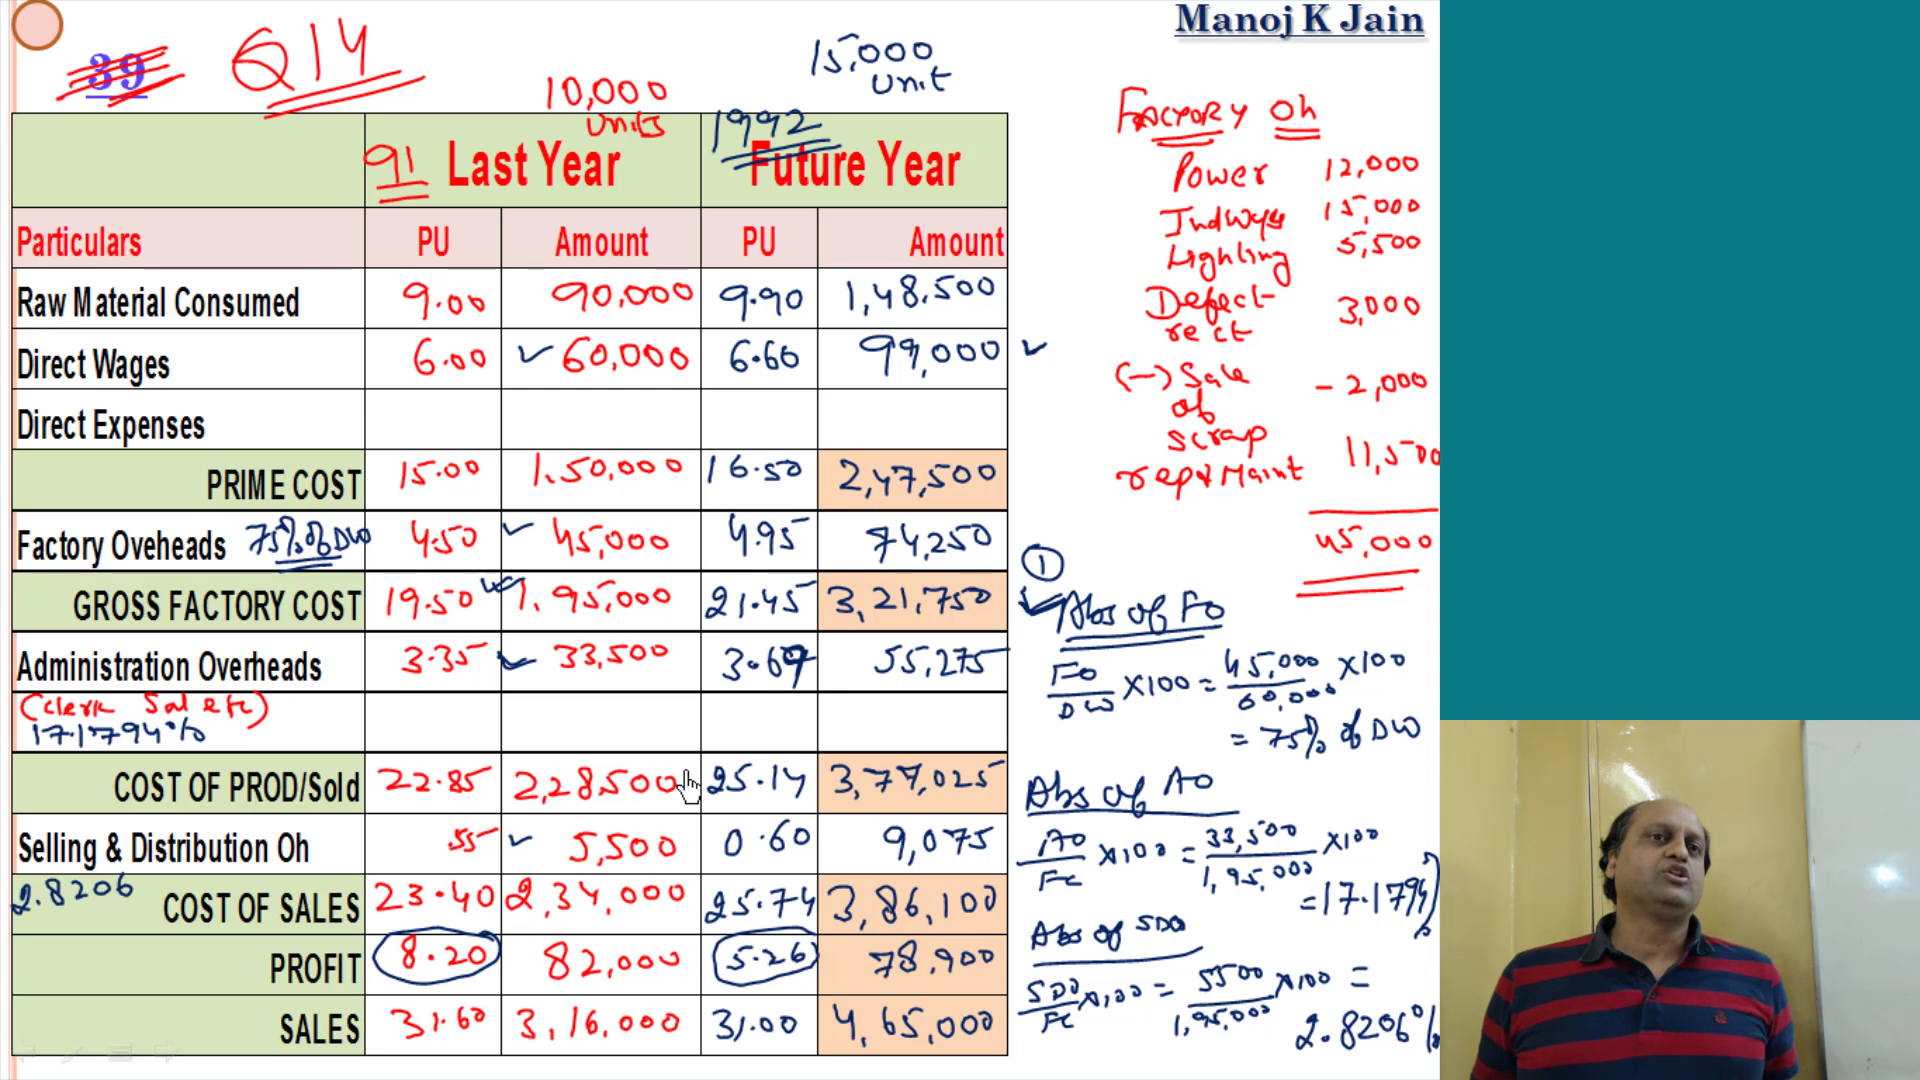 Manoj K Jain
39
Q14
10,000
units
15,000
unit
91 Last Year
1992
Future Year
Particulars PU Amount PU Amount
Raw Material Consumed 9.00 90,000 9.90 1,48,500
Direct Wages 6.00 60,000 6.60 99,000
Direct Expenses
PRIME COST 15.00 1,50,000 16.50 2,47,500
Factory Oveheads 75% of DW 4.50 45,000 4.95 74,250
GROSS FACTORY COST 19.50 1,95,000 21.45 3,21,750
Administration Overheads 3.35 33,500 3.69 55,275
(Clerk Sal etc)
17.1794%
COST OF PROD/Sold 22.85 2,28,500 25.14 3,77,025
Selling & Distribution Oh .55 5,500 0.60 9,075
2.8206
COST OF SALES 23.40 2,34,000 25.74 3,86,100
PROFIT 8.20 82,000 5.26 78,900
SALES 31.60 3,16,000 31.00 4,65,000
FACTORY Oh
Power 12,000
Ind wgs 15,000
Lighling 5,500
Defect- 3,000
rect
(-) Sale - 2,000
of
scrap
rep & Maint 11,500
45,000
1
Abs of FO
FO/DW X100 = 45,000/60,000 X100
= 75% of DW
Abs of AO
AO/FC X100 = 33,500/1,95,000 X100
= 17.1794
Abs of SDO
SDO/FC X100 = 5500/1,95,000 X100 =
2.8206%